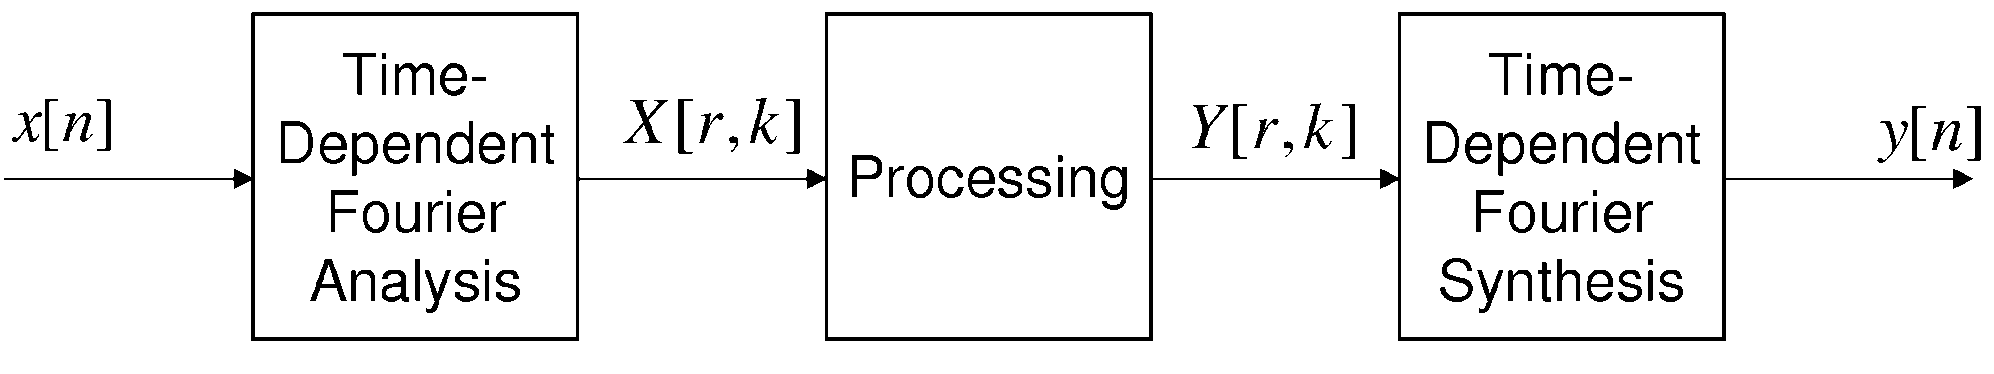 x[n]
Time-
Dependent
Fourier
Analysis
X[r,k]
Processing
Y[r,k]
Time-
Dependent
Fourier
Synthesis
y[n]